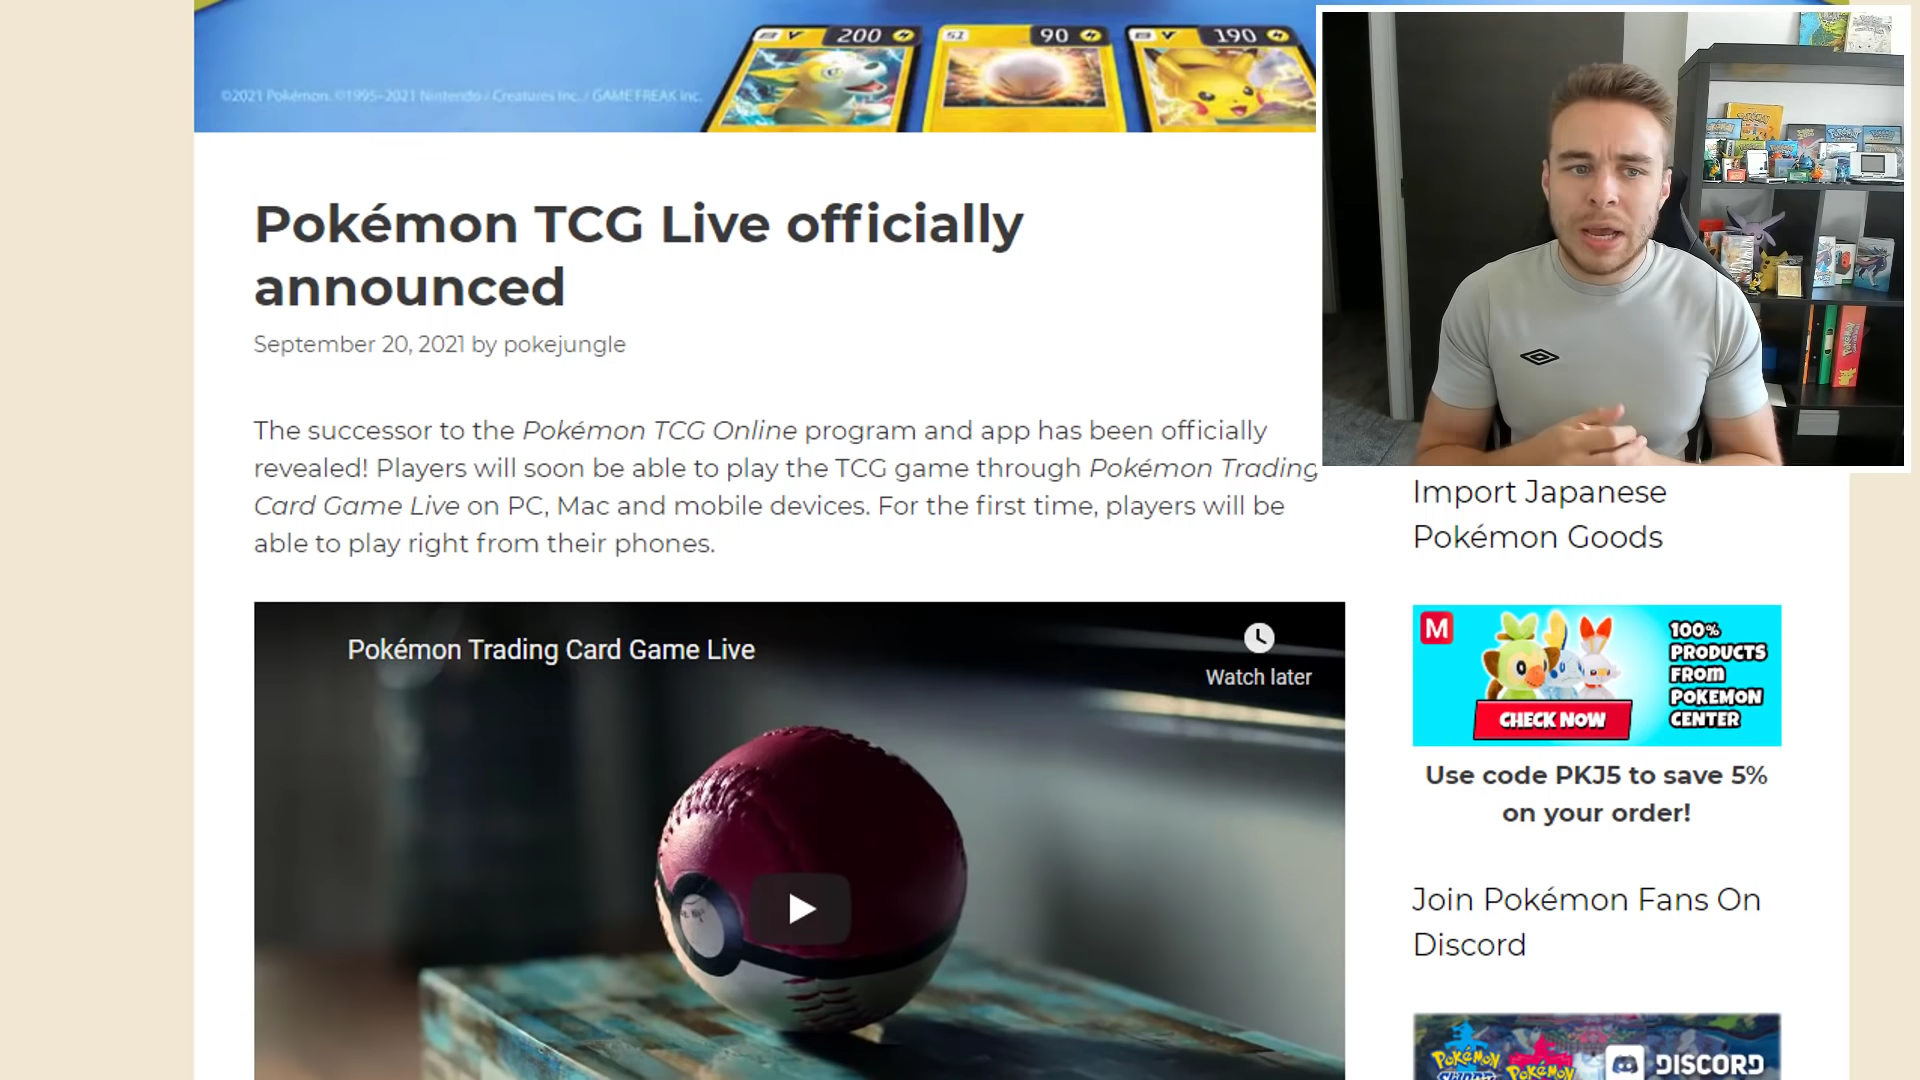 V 200
S1 90
V 190
©2021 Pokémon. ©1995–2021 Nintendo / Creatures Inc. / GAME FREAK Inc.
Pokémon TCG Live officially
announced
September 20, 2021 by pokejungle
The successor to the Pokémon TCG Online program and app has been officially
revealed! Players will soon be able to play the TCG game through Pokémon Trading
Card Game Live on PC, Mac and mobile devices. For the first time, players will be
able to play right from their phones.
Pokémon Trading Card Game Live
Watch later
Import Japanese
Pokémon Goods
M
100%
PRODUCTS
FROM
POKEMON
CENTER
CHECK NOW
Use code PKJ5 to save 5%
on your order!
Join Pokémon Fans On
Discord
Pokémon
Pokémon
DISCORD